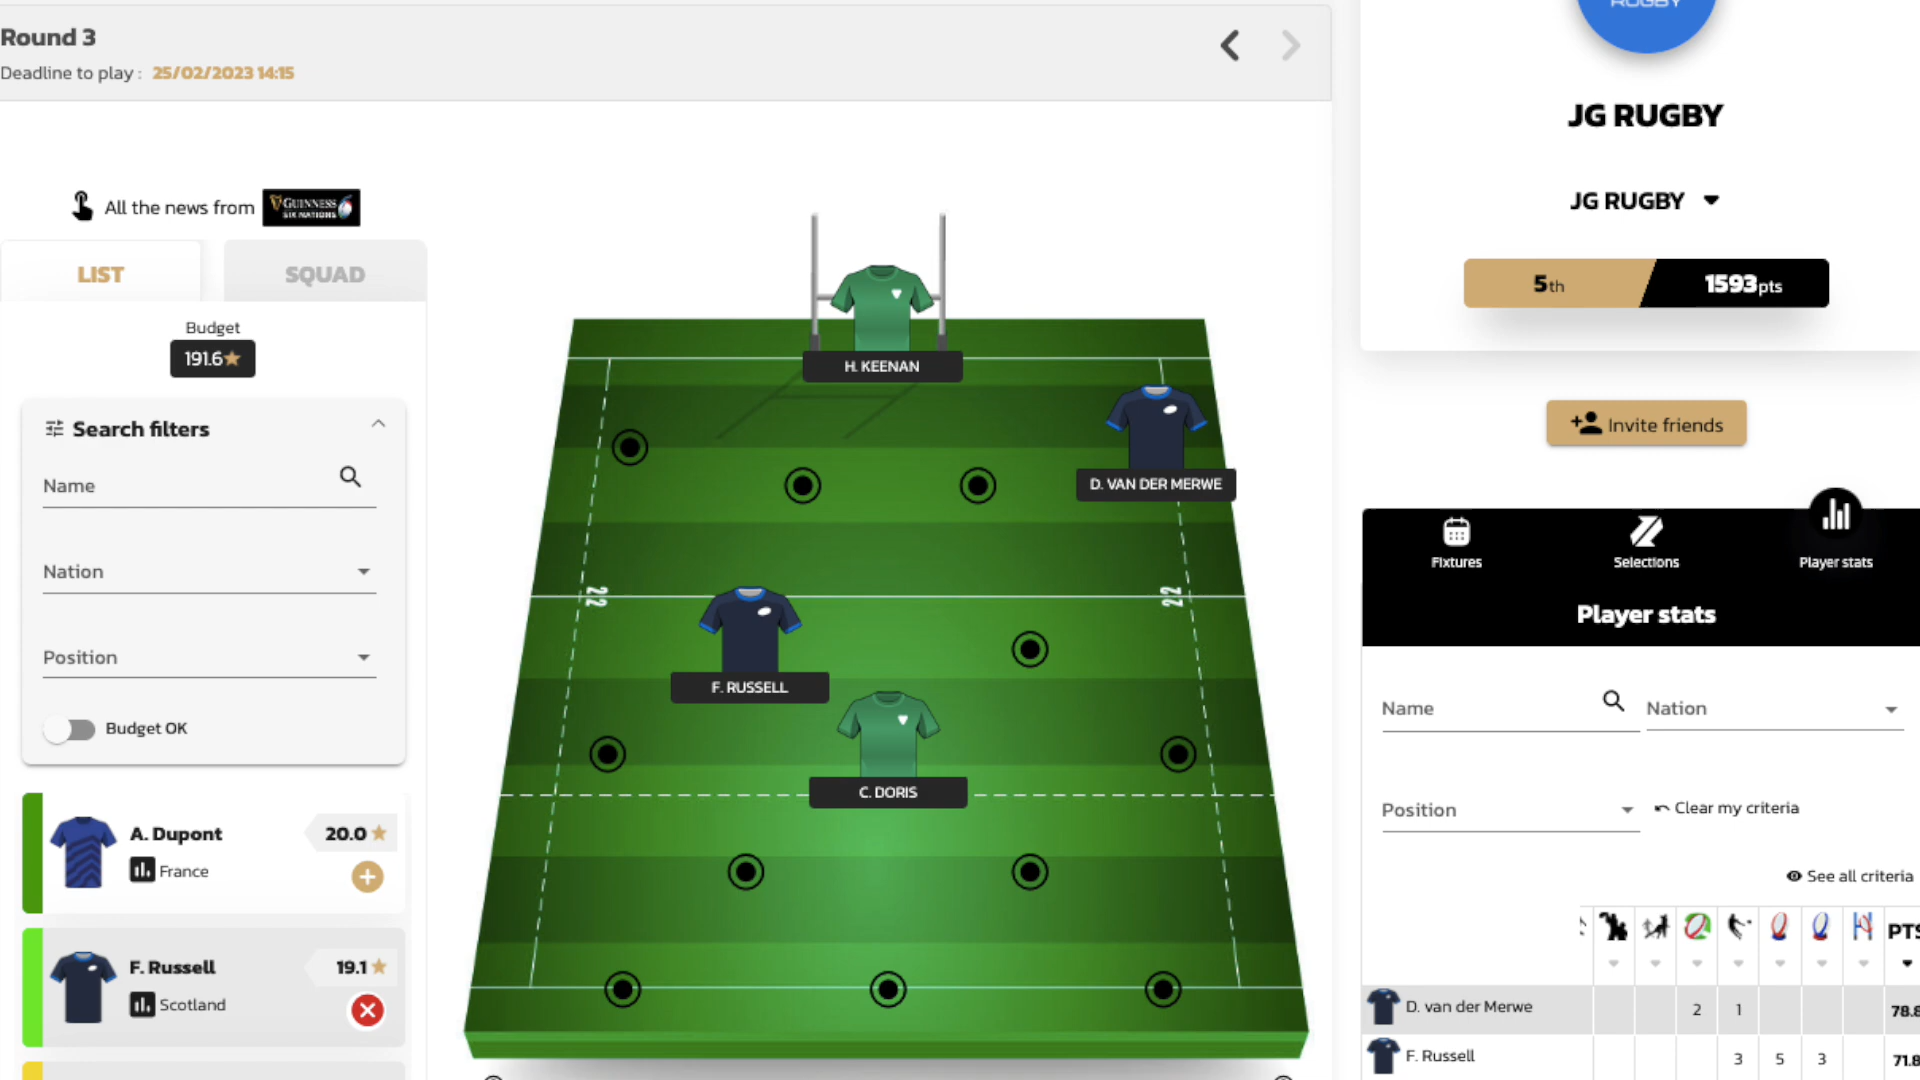 Round 3
Deadline to play : 25/02/2023 14:15
All the news from
GUINNESS
SIX NATIONS
LIST
SQUAD
Budget
191.6
Search filters
Name
Nation
Position
Budget OK
A. Dupont
20.0
France
F. Russell
19.1
Scotland
H. KEENAN
D. VAN DER MERWE
22
22
F. RUSSELL
C. DORIS
RUGBY
JG RUGBY
JG RUGBY
5th
1593pts
Invite friends
Fixtures
Selections
Player stats
Player stats
Name
Nation
Position
Clear my criteria
See all criteria
PTS
D. van der Merwe
2 1 78.8
F. Russell
3 5 3 71.8